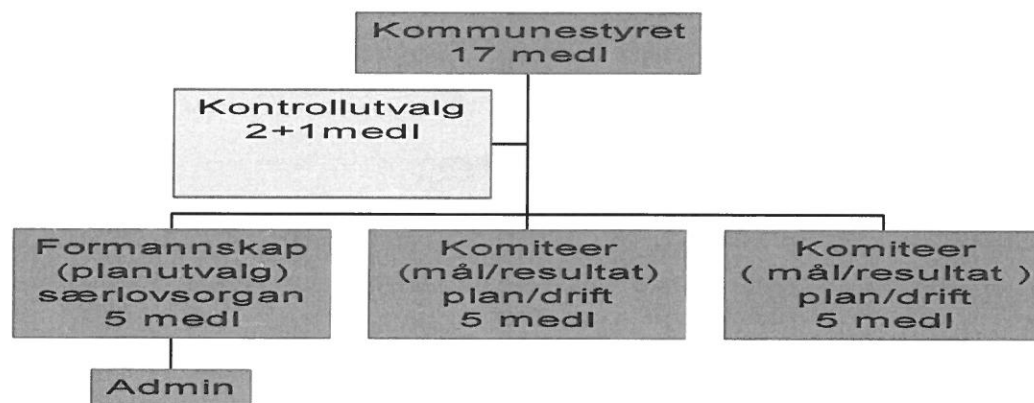 Kommunestyret
17 medl
Kontrollutvalg
2+1medl
Formannskap
(planutvalg)
særlovsorgan
5 medl
Komiteer
(mål/resultat)
plan/drift
5 medl
Komiteer
( mål/resultat )
plan/drift
5 medl
Admin